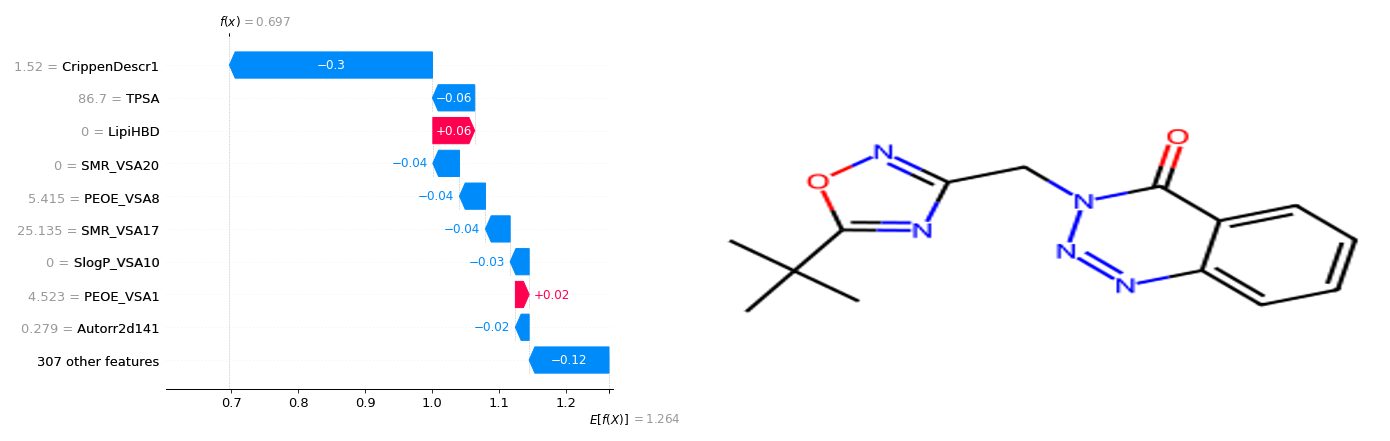 f(x) = 0.697
1.52 = CrippenDescr1
−0.3
86.7 = TPSA
−0.06
0 = LipiHBD
+0.06
0 = SMR_VSA20
−0.04
5.415 = PEOE_VSA8
−0.04
25.135 = SMR_VSA17
−0.04
0 = SlogP_VSA10
−0.03
4.523 = PEOE_VSA1
+0.02
0.279 = Autorr2d141
−0.02
307 other features
−0.12
0.7 0.8 0.9 1.0 1.1 1.2
E[f(X)] = 1.264
O
N
O
N
N
N
N